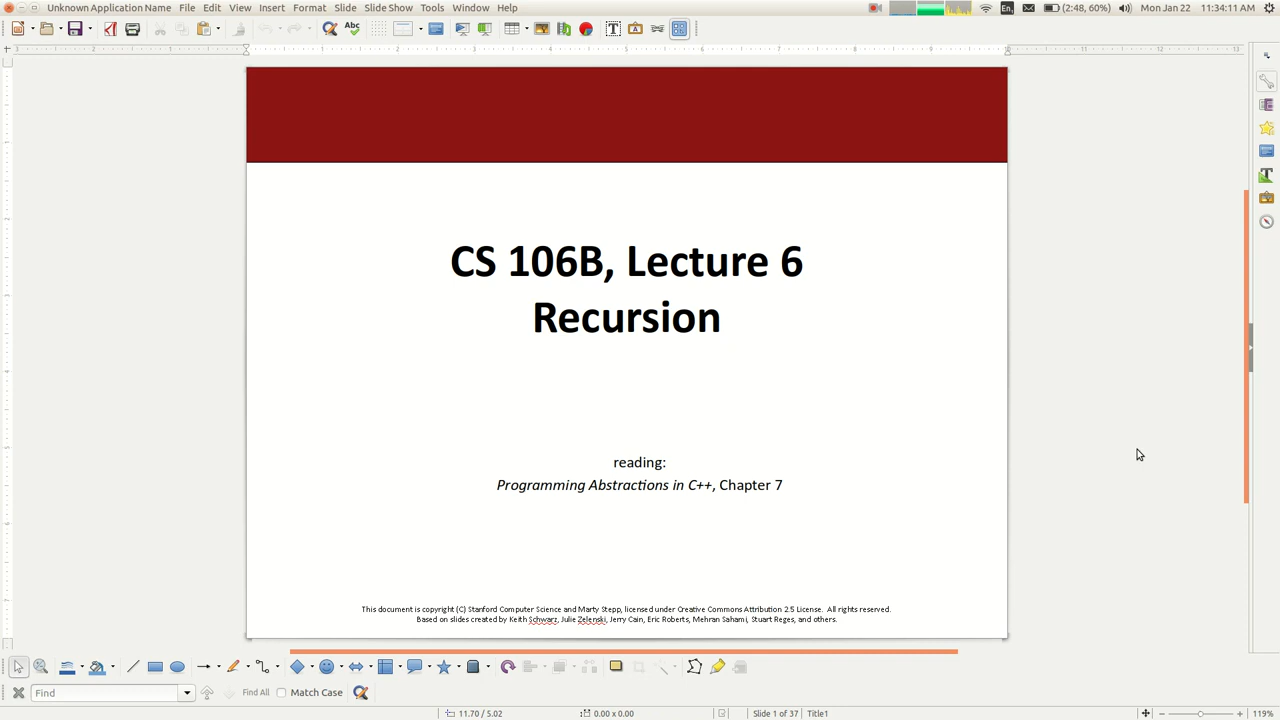 Unknown Application Name File Edit View Insert Format Slide Slide Show Tools Window Help En (2:48, 60%) Mon Jan 22 11:34:11 AM
CS 106B, Lecture 6
Recursion
reading:
Programming Abstractions in C++, Chapter 7
This document is copyright (C) Stanford Computer Science and Marty Stepp, licensed under Creative Commons Attribution 2.5 License. All rights reserved.
Based on slides created by Keith Schwarz, Julie Zelenski, Jerry Cain, Eric Roberts, Mehran Sahami, Stuart Reges, and others.
Find Find All Match Case
11.70 / 5.02 0.00 x 0.00 Slide 1 of 37 Title1 119%